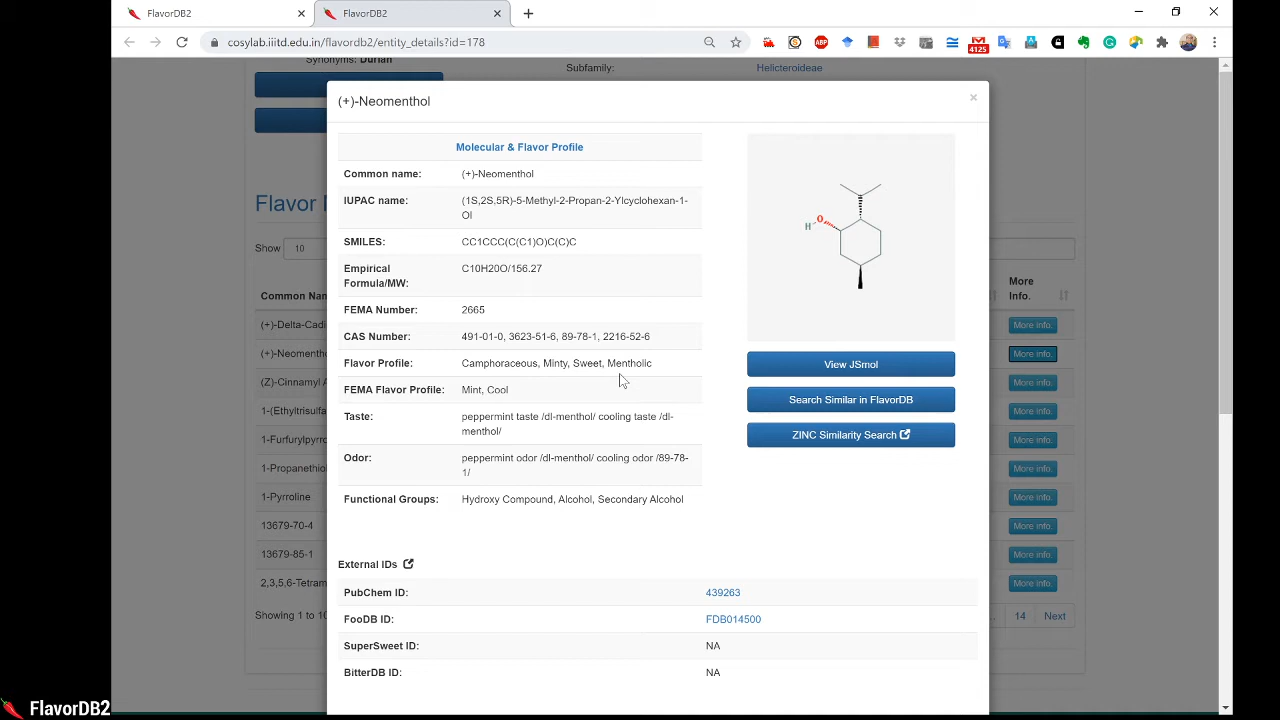 FlavorDB2
FlavorDB2
cosylab.iiitd.edu.in/flavordb2/entity_details?id=178
4125
Synonyms: Durian
Subfamily: Helicteroideae
(+)-Neomenthol
×
Molecular & Flavor Profile
Common name: (+)-Neomenthol
IUPAC name: (1S,2S,5R)-5-Methyl-2-Propan-2-Ylcyclohexan-1-
Ol
SMILES: CC1CCC(C(C1)O)C(C)C
Empirical
Formula/MW: C10H20O/156.27
FEMA Number: 2665
CAS Number: 491-01-0, 3623-51-6, 89-78-1, 2216-52-6
Flavor Profile: Camphoraceous, Minty, Sweet, Mentholic
FEMA Flavor Profile: Mint, Cool
Taste: peppermint taste /dl-menthol/ cooling taste /dl-
menthol/
Odor: peppermint odor /dl-menthol/ cooling odor /89-78-
1/
Functional Groups: Hydroxy Compound, Alcohol, Secondary Alcohol
H O
View JSmol
Search Similar in FlavorDB
ZINC Similarity Search
External IDs
PubChem ID: 439263
FooDB ID: FDB014500
SuperSweet ID: NA
BitterDB ID: NA
Flavor
Show 10
Common Nam
More
Info.
(+)-Delta-Cadi
More info.
(+)-Neomentho
More info.
(Z)-Cinnamyl A
More info.
1-(Ethyltrisulfa
More info.
1-Furfurylpyrro
More info.
1-Propanethio
More info.
1-Pyrroline
More info.
13679-70-4
More info.
13679-85-1
More info.
2,3,5,6-Tetram
More info.
Showing 1 to 10
... 14 Next
FlavorDB2